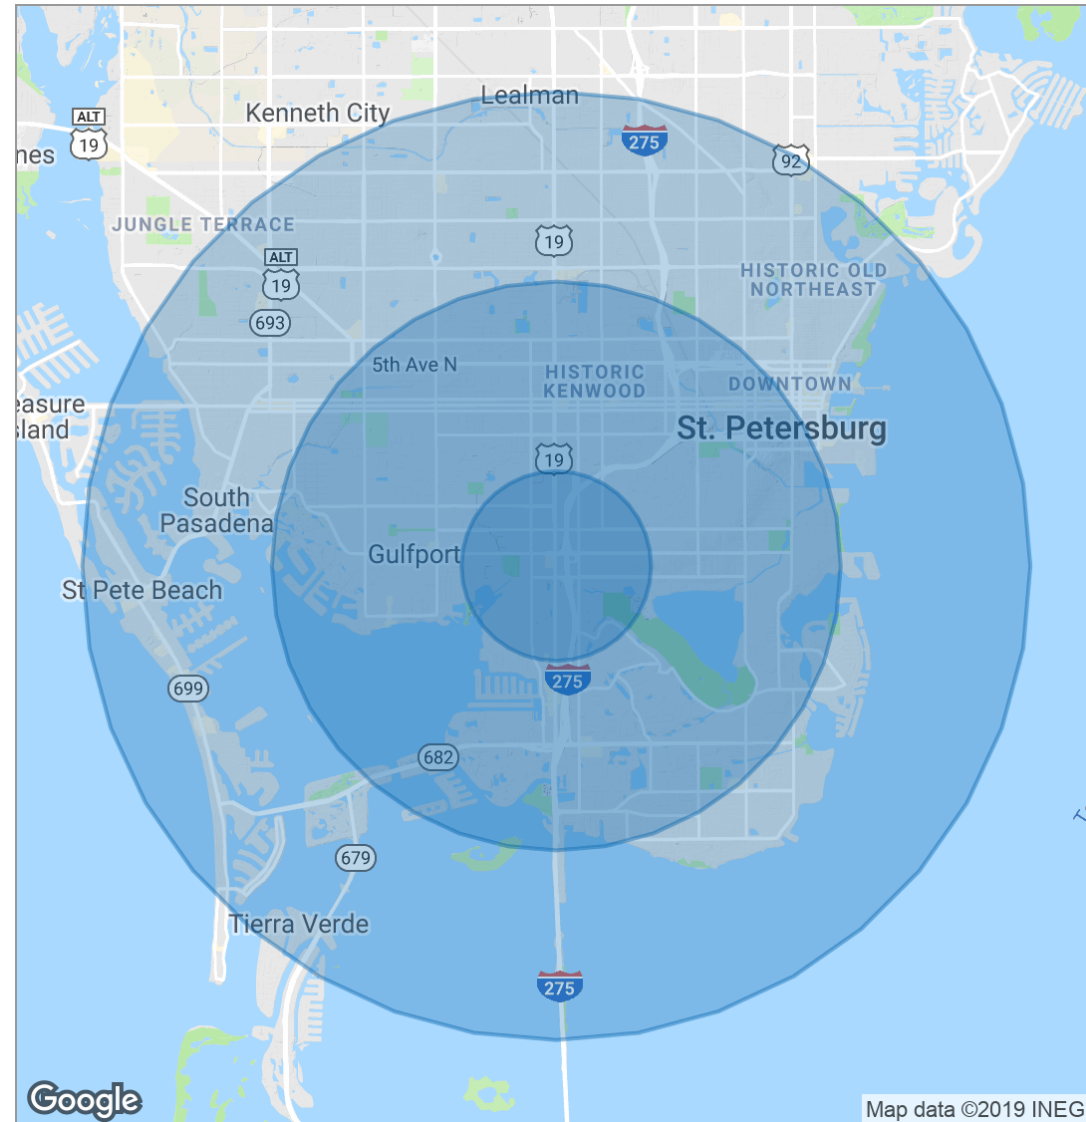 Lealman
Kenneth City
ALT
19
275
nes
92
JUNGLE TERRACE
19
ALT
19
HISTORIC OLD
NORTHEAST
693
5th Ave N
HISTORIC
KENWOOD
DOWNTOWN
easure
sland
St. Petersburg
19
South
Pasadena
Gulfport
St Pete Beach
275
699
682
679
Tierra Verde
275
Google
Map data ©2019 INEG